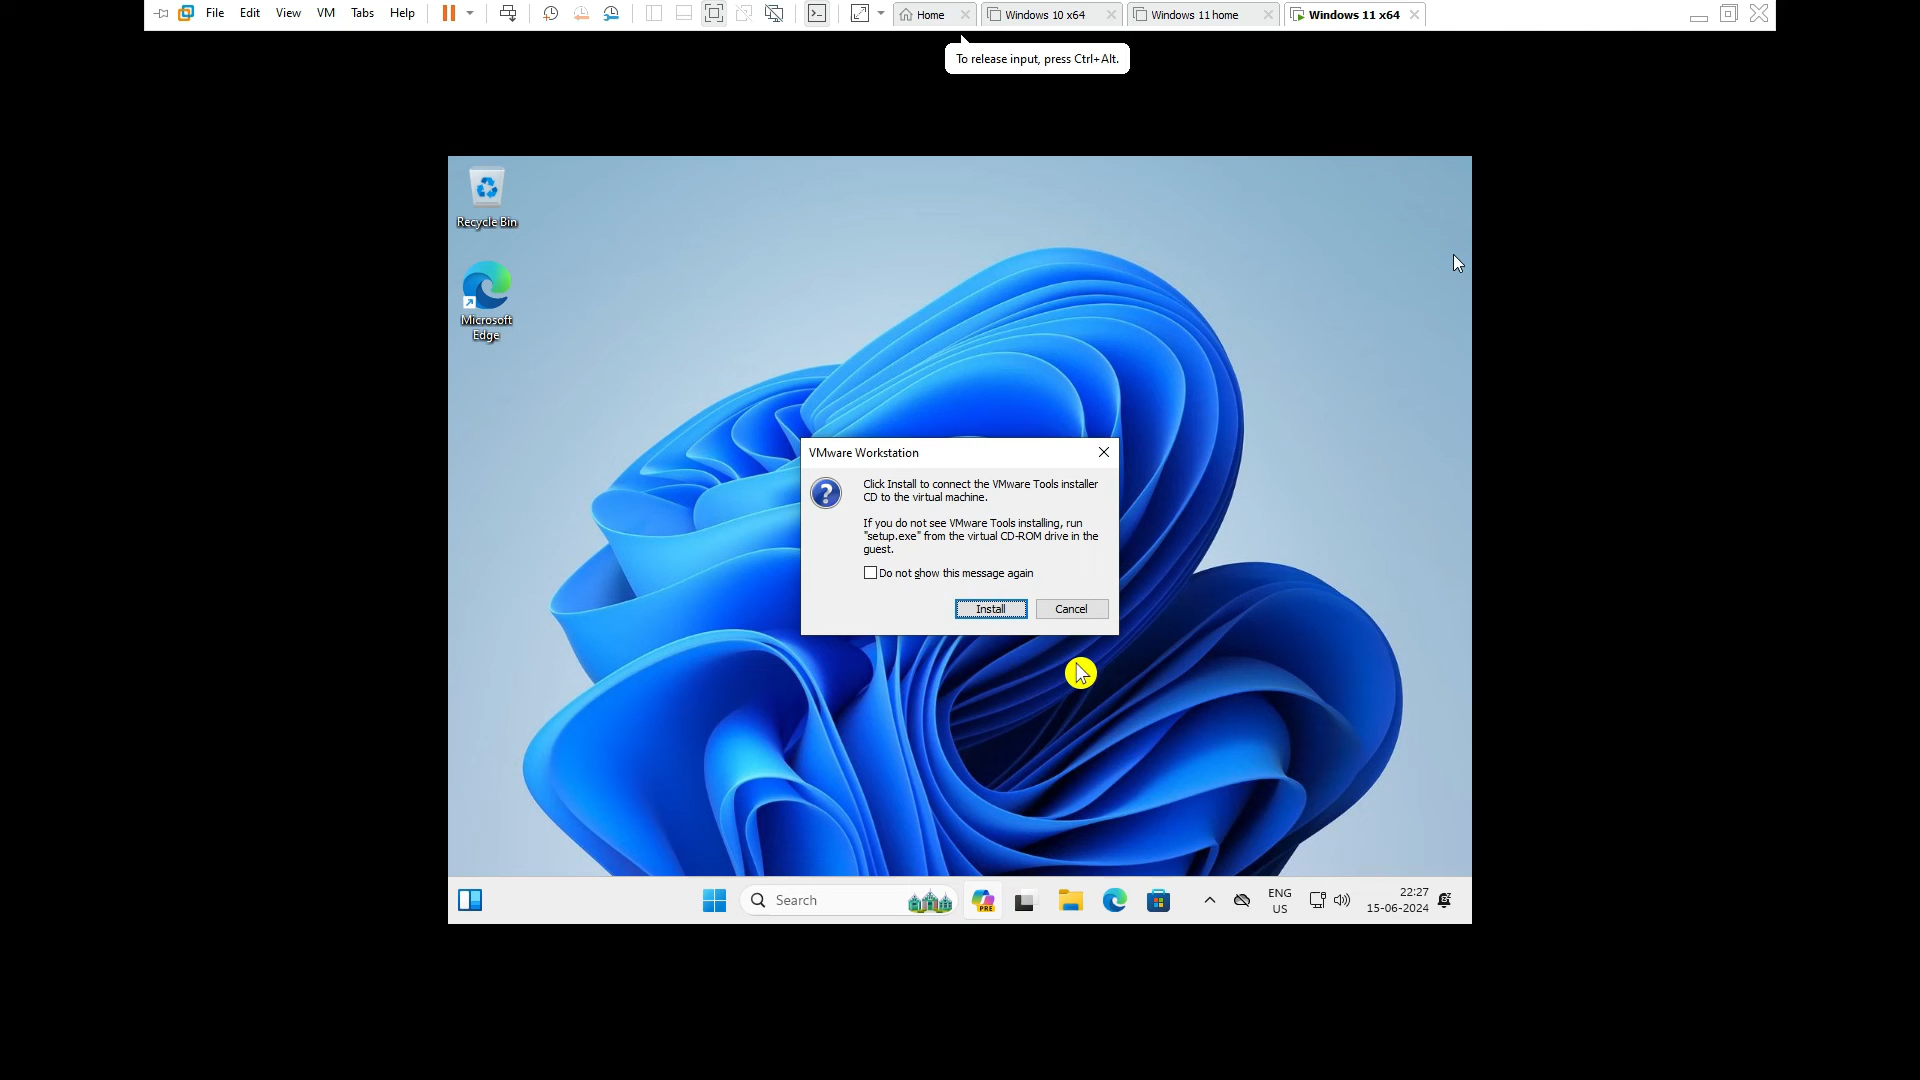 File Edit View VM Tabs Help Home Windows 10 x64 Windows 11 home Windows 11 x64
To release input, press Ctrl+Alt.
Recycle Bin
Microsoft
Edge
VMware Workstation
Click Install to connect the VMware Tools installer
CD to the virtual machine.
If you do not see VMware Tools installing, run
"setup.exe" from the virtual CD-ROM drive in the
guest.
Do not show this message again
Install Cancel
Search
PRE
ENG
US
22:27
15-06-2024